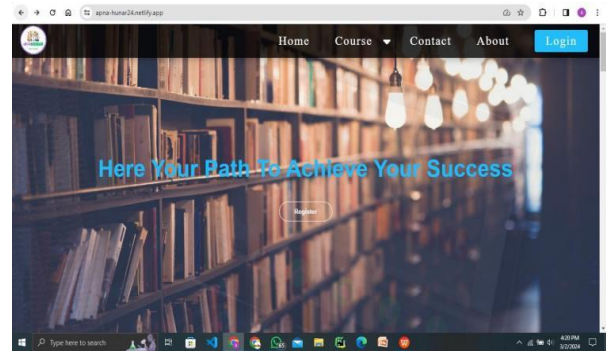 apna-hunar24.netlify.app
Home Course Contact About Login
Here Your Path To Achieve Your Success
Register
Type here to search
4:20 PM
3/2/2024